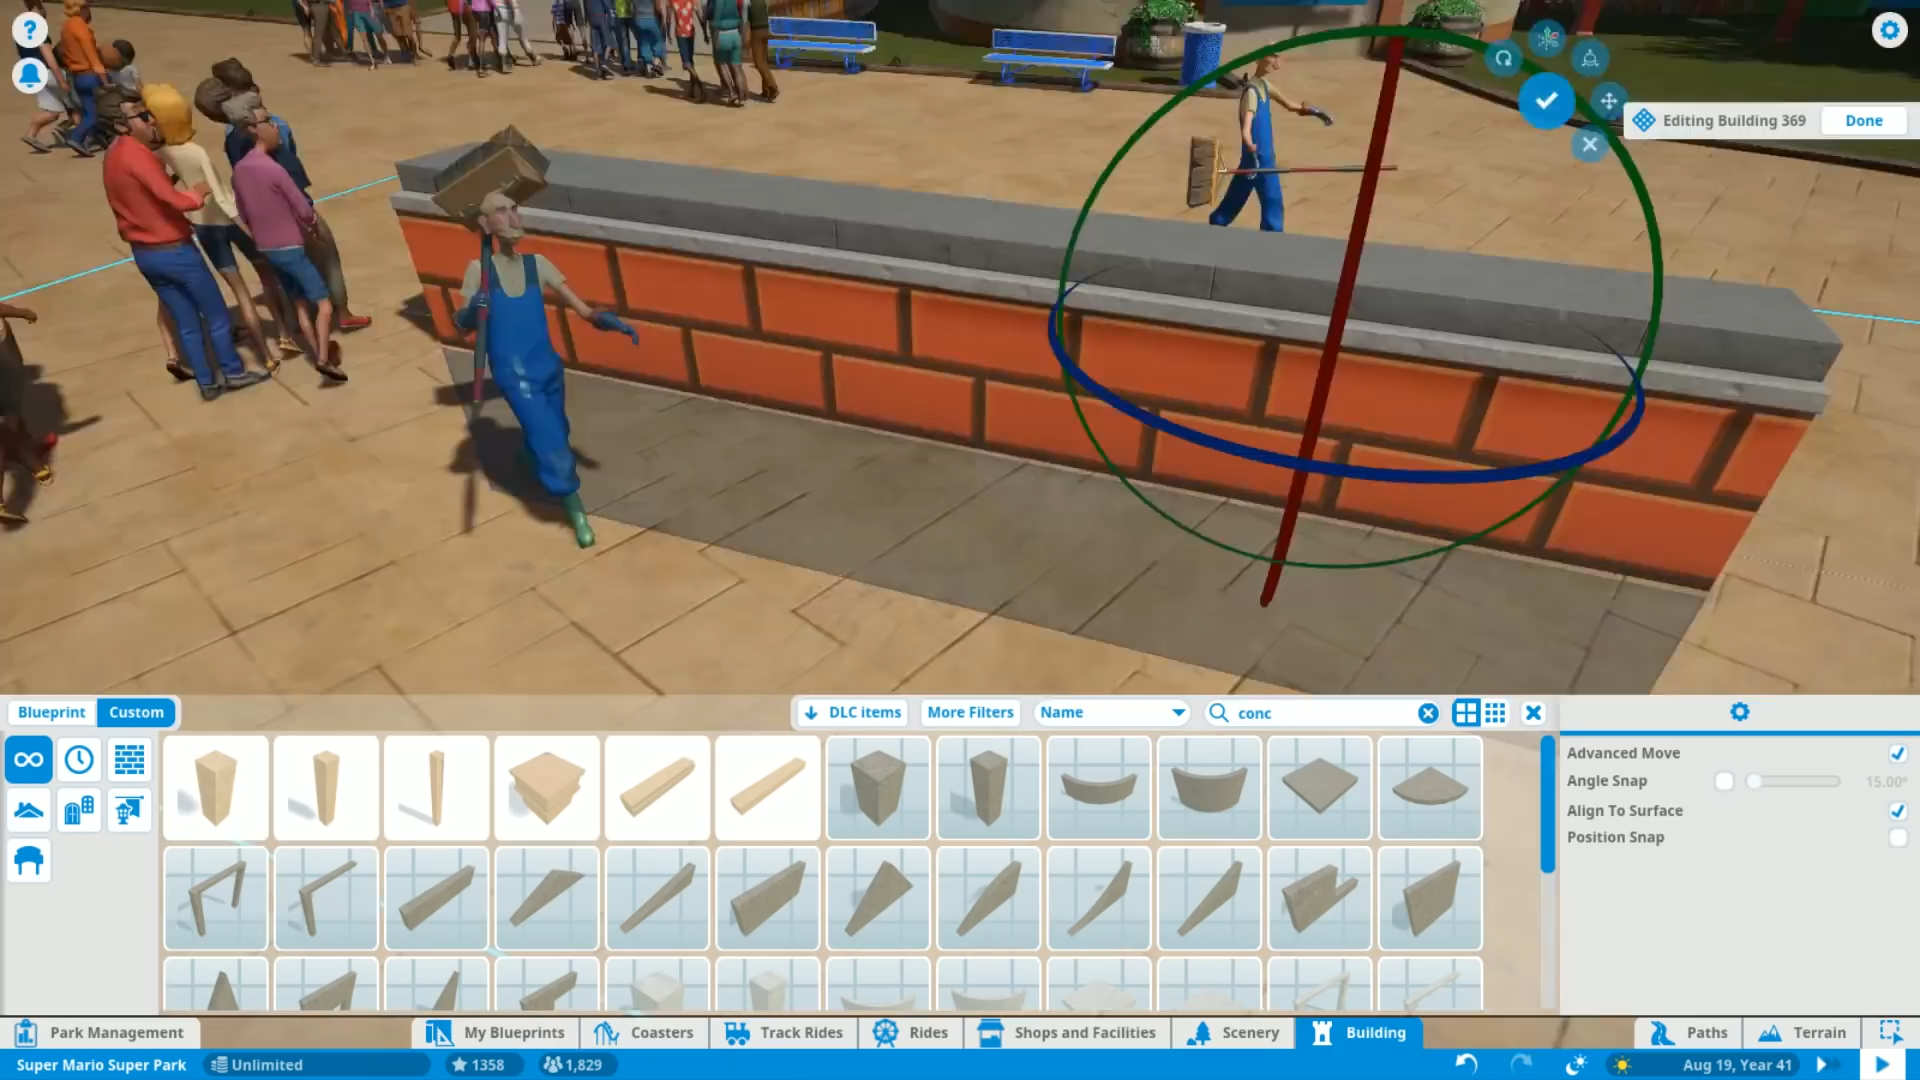 ?
Editing Building 369
Done
Blueprint
Custom
DLC items
More Filters
Name
conc
Advanced Move
Angle Snap
15.00°
Align To Surface
Position Snap
Park Management
My Blueprints
Coasters
Track Rides
Rides
Shops and Facilities
Scenery
Building
Paths
Terrain
Super Mario Super Park
Unlimited
1358
1,829
Aug 19, Year 41